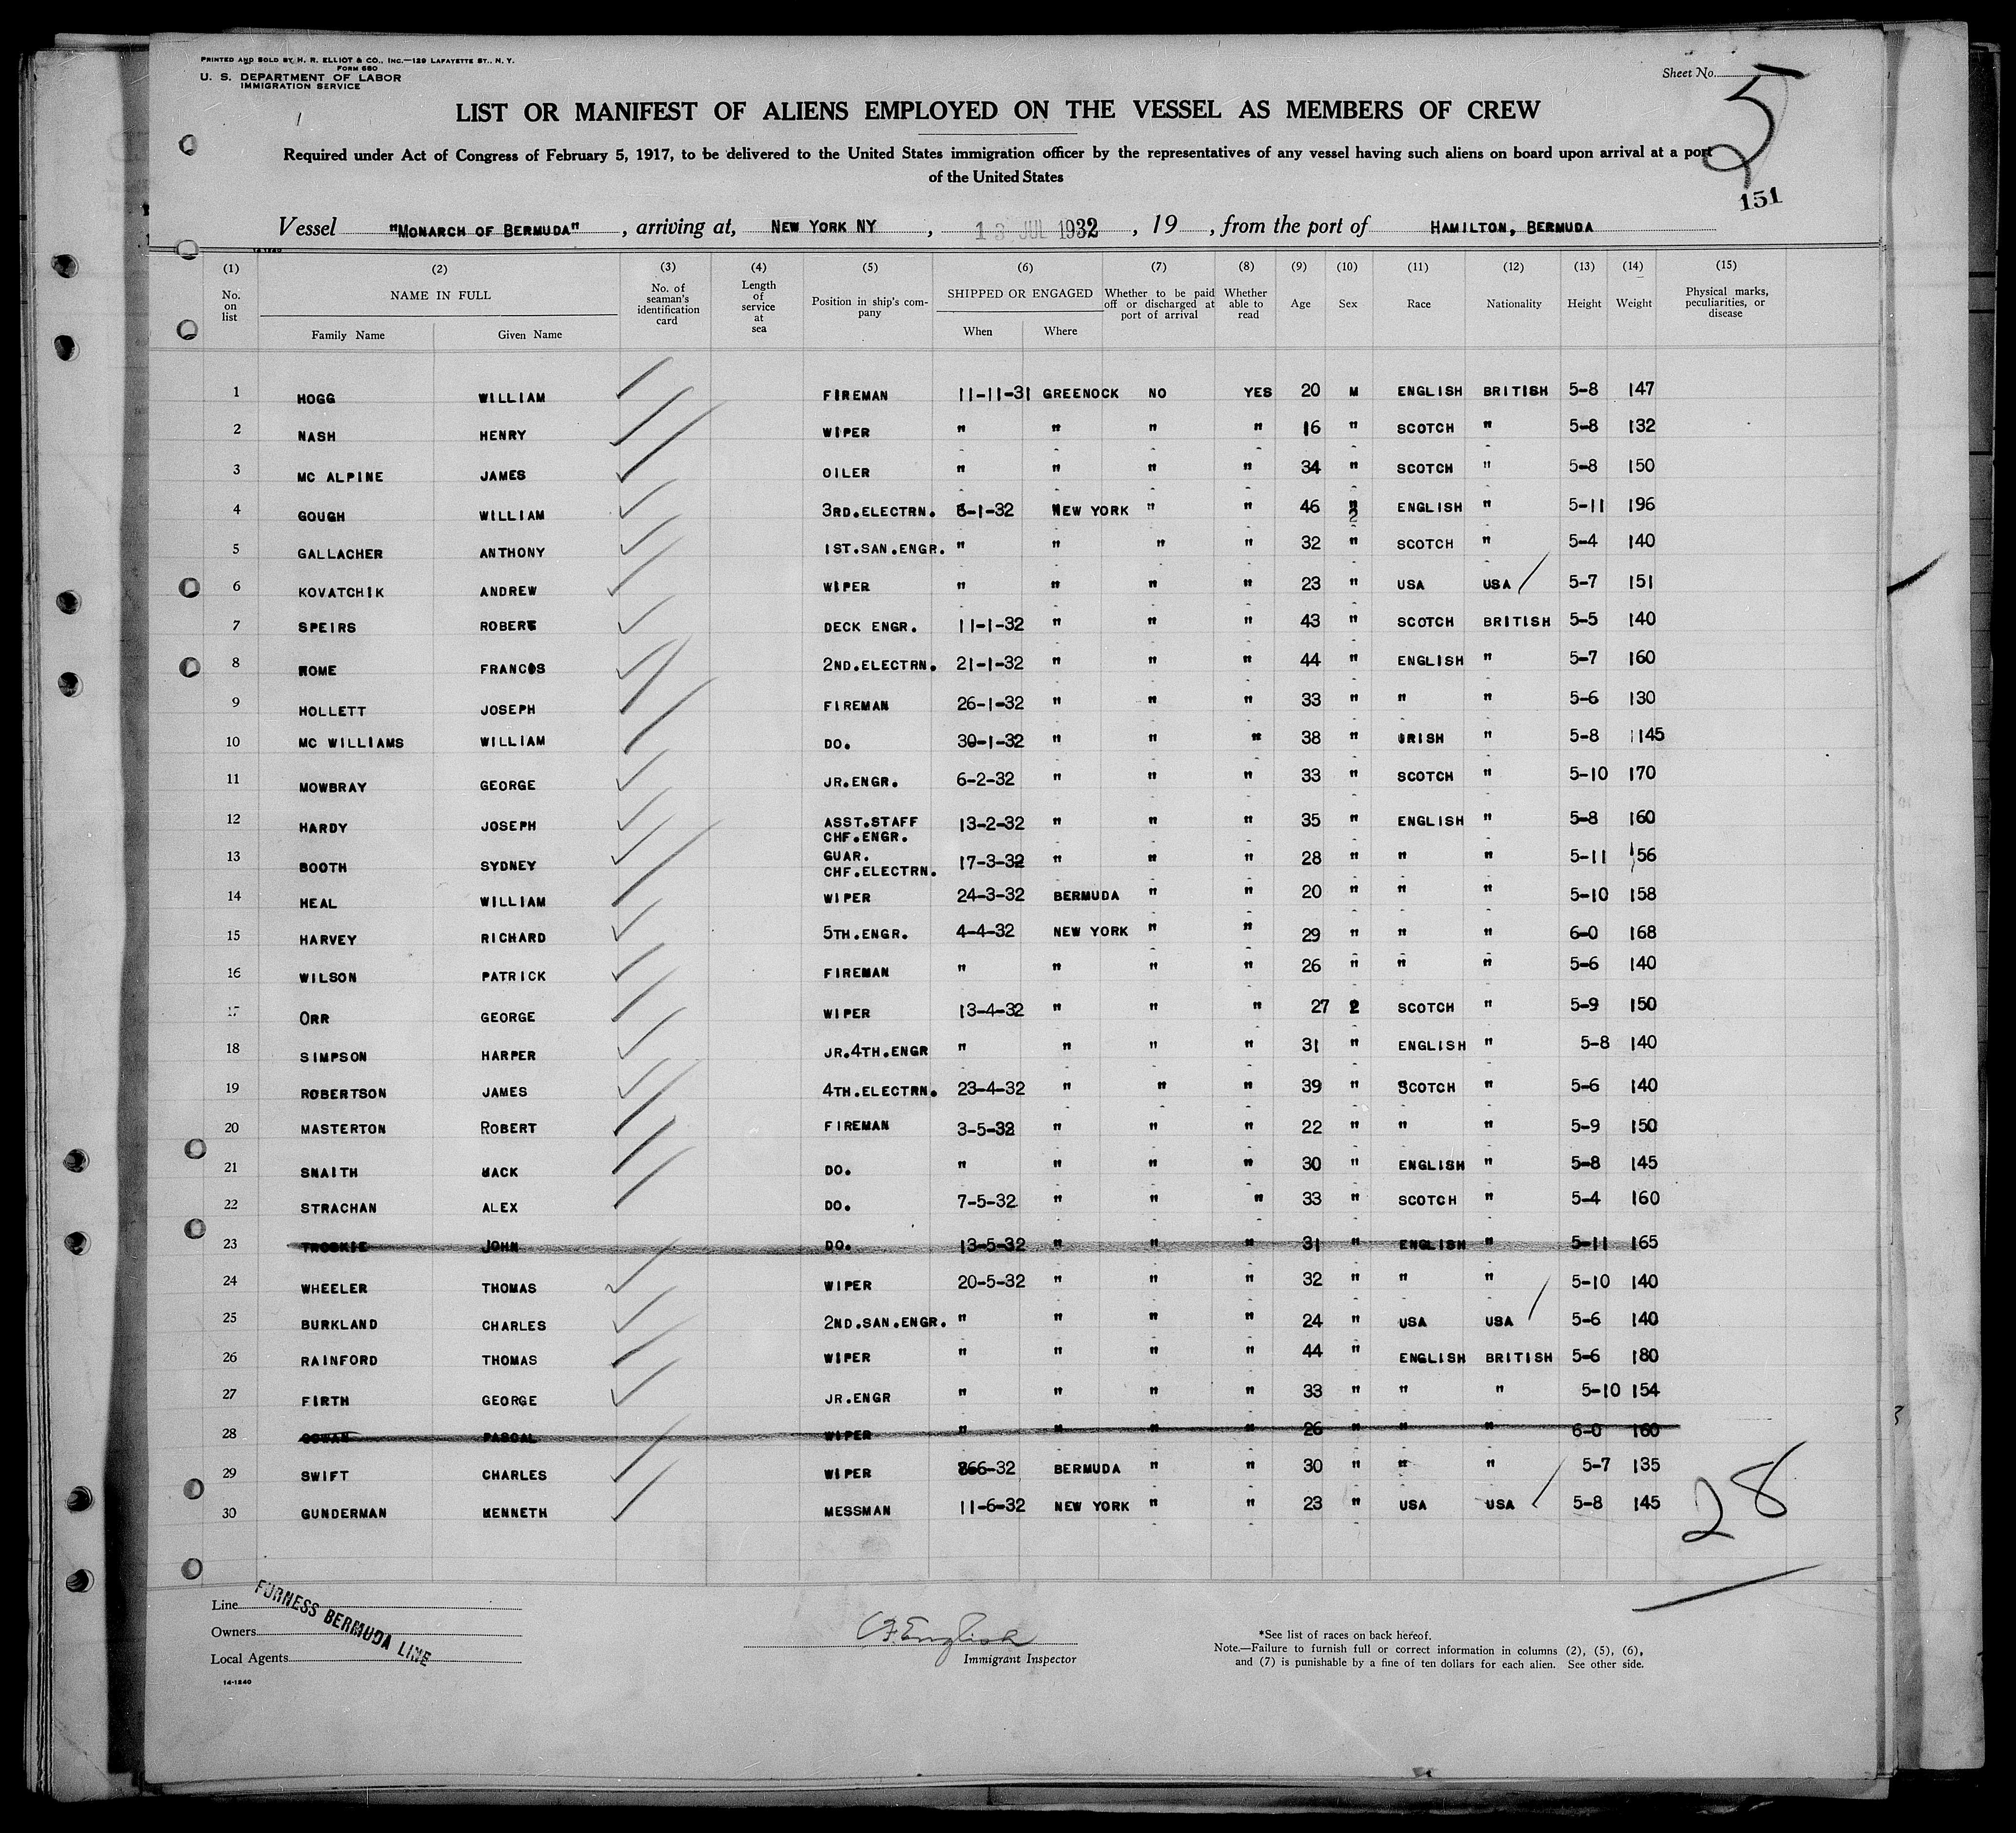 PRINTED AND SOLD BY H. R. ELLIOT & CO., INC.—129 LAFAYETTE ST., N. Y.
FORM 680
U. S. DEPARTMENT OF LABOR
IMMIGRATION SERVICE
Sheet No.
5
LIST OR MANIFEST OF ALIENS EMPLOYED ON THE VESSEL AS MEMBERS OF CREW
Required under Act of Congress of February 5, 1917, to be delivered to the United States immigration officer by the representatives of any vessel having such aliens on board upon arrival at a port
of the United States
151
Vessel "MONARCH OF BERMUDA", arriving at, NEW YORK NY, 13 JUL 1932, 19, from the port of HAMILTON, BERMUDA
14-1240
(1) (2) (3) (4) (5) (6) (7) (8) (9) (10) (11) (12) (13) (14) (15)
No. on list NAME IN FULL Family Name Given Name No. of seaman's identification card Length of service at sea Position in ship's company SHIPPED OR ENGAGED When Where Whether to be paid off or discharged at port of arrival Whether able to read Age Sex Race Nationality Height Weight Physical marks, peculiarities, or disease
1 HOGG WILLIAM FIREMAN 11-11-31 GREENOCK NO YES 20 M ENGLISH BRITISH 5-8 147
2 NASH HENRY WIPER " " " " 16 " SCOTCH " 5-8 132
3 MC ALPINE JAMES OILER " " " " 34 " SCOTCH " 5-8 150
4 GOUGH WILLIAM 3RD.ELECTRN. 6-1-32 NEW YORK " " 46 " ENGLISH " 5-11 196
5 GALLACHER ANTHONY 1ST.SAN.ENGR. " " " " 32 " SCOTCH " 5-4 140
6 KOVATCHIK ANDREW WIPER " " " " 23 " USA USA 5-7 151
7 SPEIRS ROBERT DECK ENGR. 11-1-32 " " " 43 " SCOTCH BRITISH 5-5 140
8 ROME FRANCIS 2ND.ELECTRN. 21-1-32 " " " 44 " ENGLISH " 5-7 160
9 HOLLETT JOSEPH FIREMAN 26-1-32 " " " 33 " " " 5-6 130
10 MC WILLIAMS WILLIAM DO. 30-1-32 " " " 38 " IRISH " 5-8 145
11 MOWBRAY GEORGE JR.ENGR. 6-2-32 " " " 33 " SCOTCH " 5-10 170
12 HARDY JOSEPH ASST.STAFF CHF.ENGR. 13-2-32 " " " 35 " ENGLISH " 5-8 160
13 BOOTH SYDNEY GUAR. CHF.ELECTRN. 17-3-32 " " " 28 " " " 5-11 156
14 HEAL WILLIAM WIPER 24-3-32 BERMUDA " " 20 " " " 5-10 158
15 HARVEY RICHARD 5TH.ENGR. 4-4-32 NEW YORK " " 29 " " " 6-0 168
16 WILSON PATRICK FIREMAN " " " " 26 " " " 5-6 140
17 ORR GEORGE WIPER 13-4-32 " " " 27 2 SCOTCH " 5-9 150
18 SIMPSON HARPER JR.4TH.ENGR " " " " 31 " ENGLISH " 5-8 140
19 ROBERTSON JAMES 4TH.ELECTRN. 23-4-32 " " " 39 " SCOTCH " 5-6 140
20 MASTERTON ROBERT FIREMAN 3-5-32 " " " 22 " " " 5-9 150
21 SNAITH JACK DO. " " " " 30 " ENGLISH " 5-8 145
22 STRACHAN ALEX DO. 7-5-32 " " " 33 " SCOTCH " 5-4 160
23 JOHN DO. 13-5-32 " " " 31 " ENGLISH " 5-11 165
24 WHEELER THOMAS WIPER 20-5-32 " " " 32 " " " 5-10 140
25 BURKLAND CHARLES 2ND.SAN.ENGR. " " " " 24 " USA USA 5-6 140
26 RAINFORD THOMAS WIPER " " " " 44 " ENGLISH BRITISH 5-6 180
27 FIRTH GEORGE JR.ENGR " " " " 33 " " " 5-10 154
28 PASCAL WIPER " " " " 26 " " " 6-0 160
29 SWIFT CHARLES WIPER 6-32 BERMUDA " " 30 " " " 5-7 135
30 GUNDERMAN KENNETH MESSMAN 11-6-32 NEW YORK " " 23 " USA USA 5-8 145
28
Line
Owners
Local Agents
FURNESS BERMUDA LINE
14-1240
CF English
Immigrant Inspector
*See list of races on back hereof.
Note.—Failure to furnish full or correct information in columns (2), (5), (6),
and (7) is punishable by a fine of ten dollars for each alien. See other side.